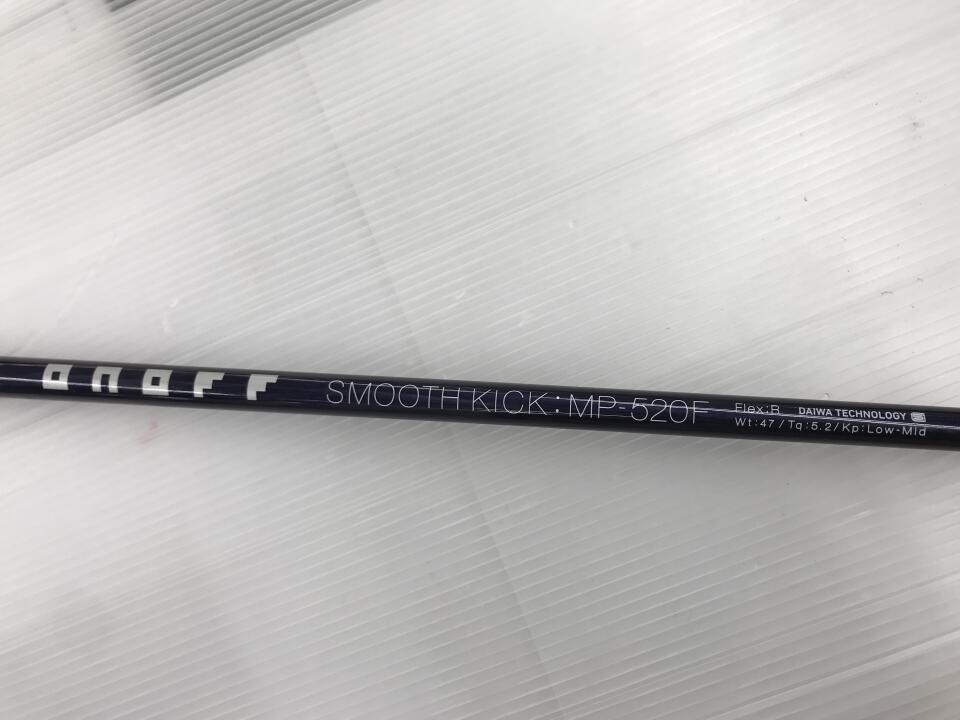 onoff SMOOTH KICK:MP-520F Flex:R DAIWA TECHNOLOGY
Wt:47/Tq:5.2/Kp:Low-Mid